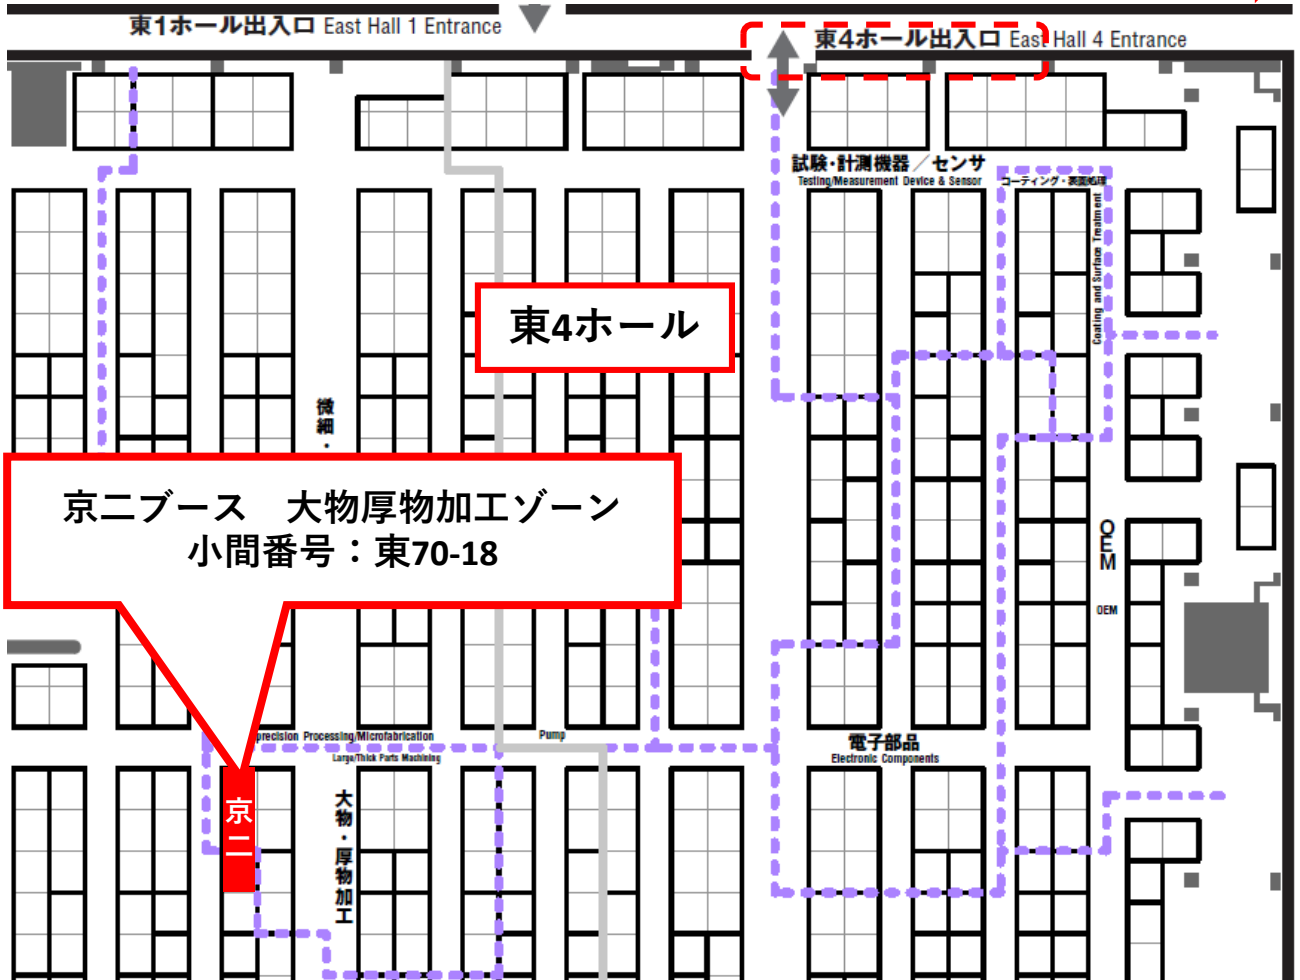 東1ホール出入口 East Hall 1 Entrance
東4ホール出入口 East Hall 4 Entrance
試験・計測機器／センサ
Testing/Measurement Device & Sensor
コーティング・表面処理
Coating and Surface Treatment
東4ホール
微細・
京二ブース　大物厚物加工ゾーン
小間番号：東70-18
OEM
OEM
precision Processing/Microfabrication
Pump
Large/Thick Parts Machining
電子部品
Electronic Components
京二
大物・厚物加工